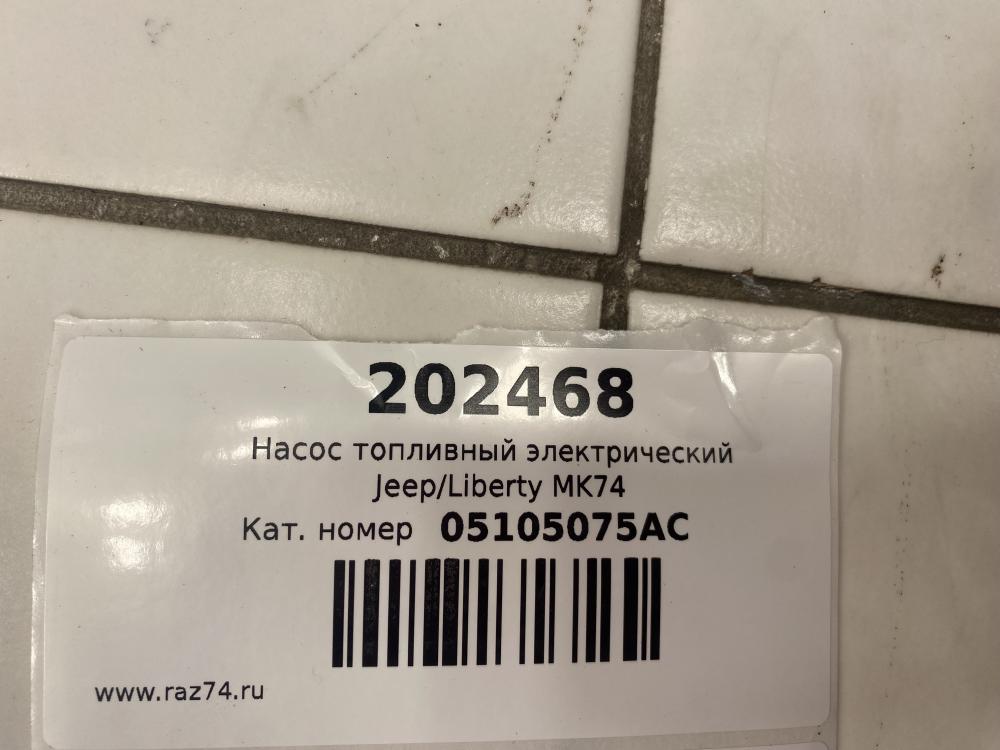 202468
Насос топливный электрический
Jeep/Liberty MK74
Кат. номер 05105075AC
www.raz74.ru